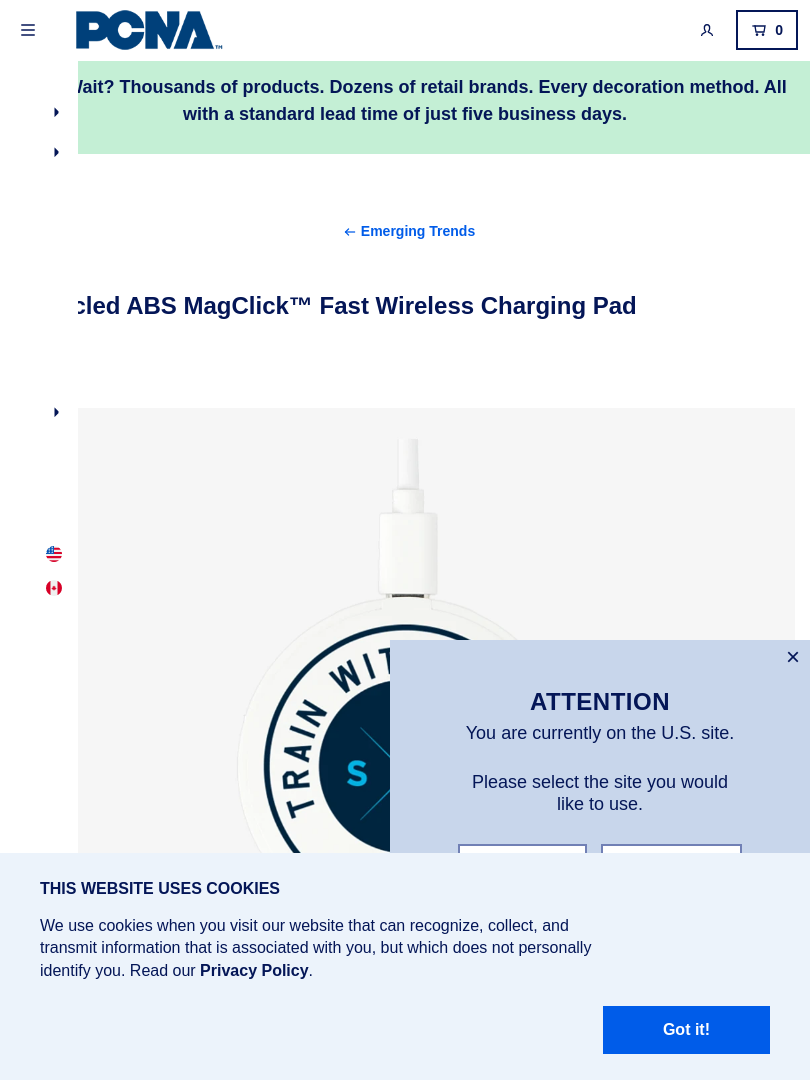 PCNA™
0
Wait? Thousands of products. Dozens of retail brands. Every decoration method. All
with a standard lead time of just five business days.
Emerging Trends
cled ABS MagClick™ Fast Wireless Charging Pad
TRAIN WIT
S
ATTENTION
You are currently on the U.S. site.
Please select the site you would
like to use.
THIS WEBSITE USES COOKIES
We use cookies when you visit our website that can recognize, collect, and
transmit information that is associated with you, but which does not personally
identify you. Read our Privacy Policy.
Got it!